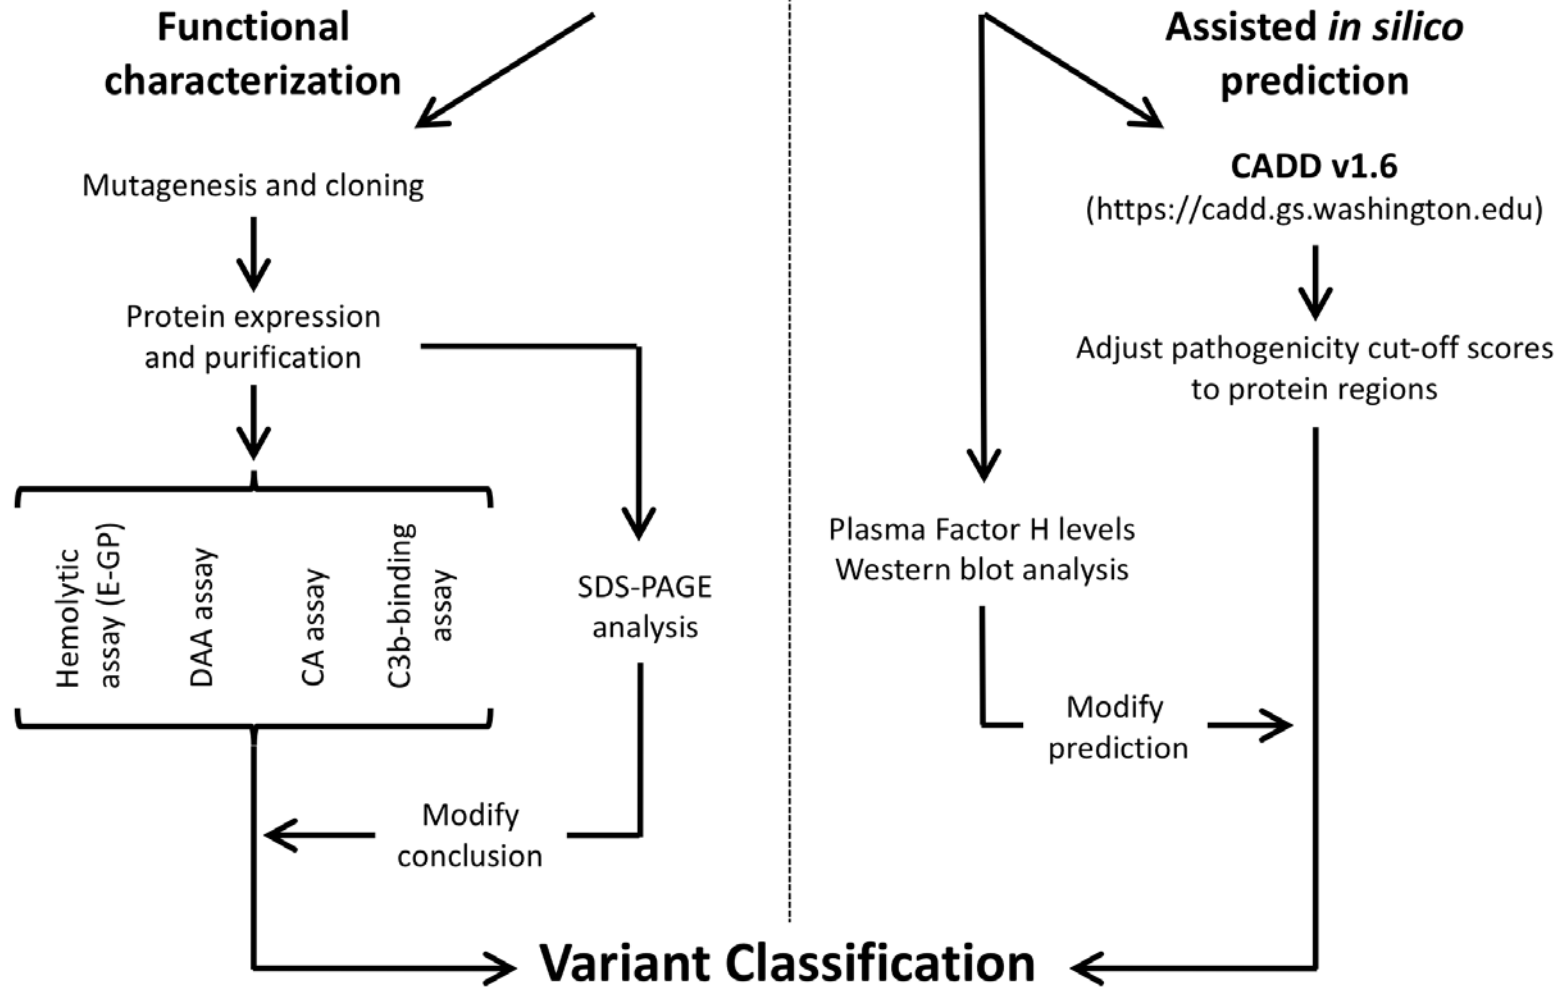 Functional
characterization
Mutagenesis and cloning
Protein expression
and purification
Hemolytic
assay (E-GP)
DAA assay
CA assay
C3b-binding
assay
SDS-PAGE
analysis
Modify
conclusion
Assisted in silico
prediction
CADD v1.6
(https://cadd.gs.washington.edu)
Adjust pathogenicity cut-off scores
to protein regions
Plasma Factor H levels
Western blot analysis
Modify
prediction
Variant Classification